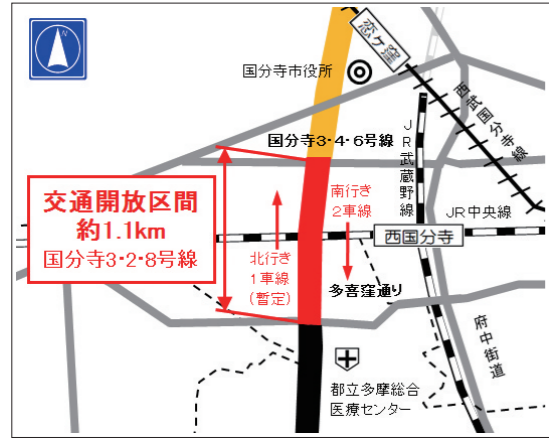 N
恋ヶ窪
国分寺市役所
西武国分寺線
国分寺3・4・6号線
JR武蔵野線
交通開放区間
約1.1km
国分寺3・2・8号線
北行き
1車線
(暫定)
南行き
2車線
JR中央線
西国分寺
多喜窪通り
府中街道
都立多摩総合
医療センター